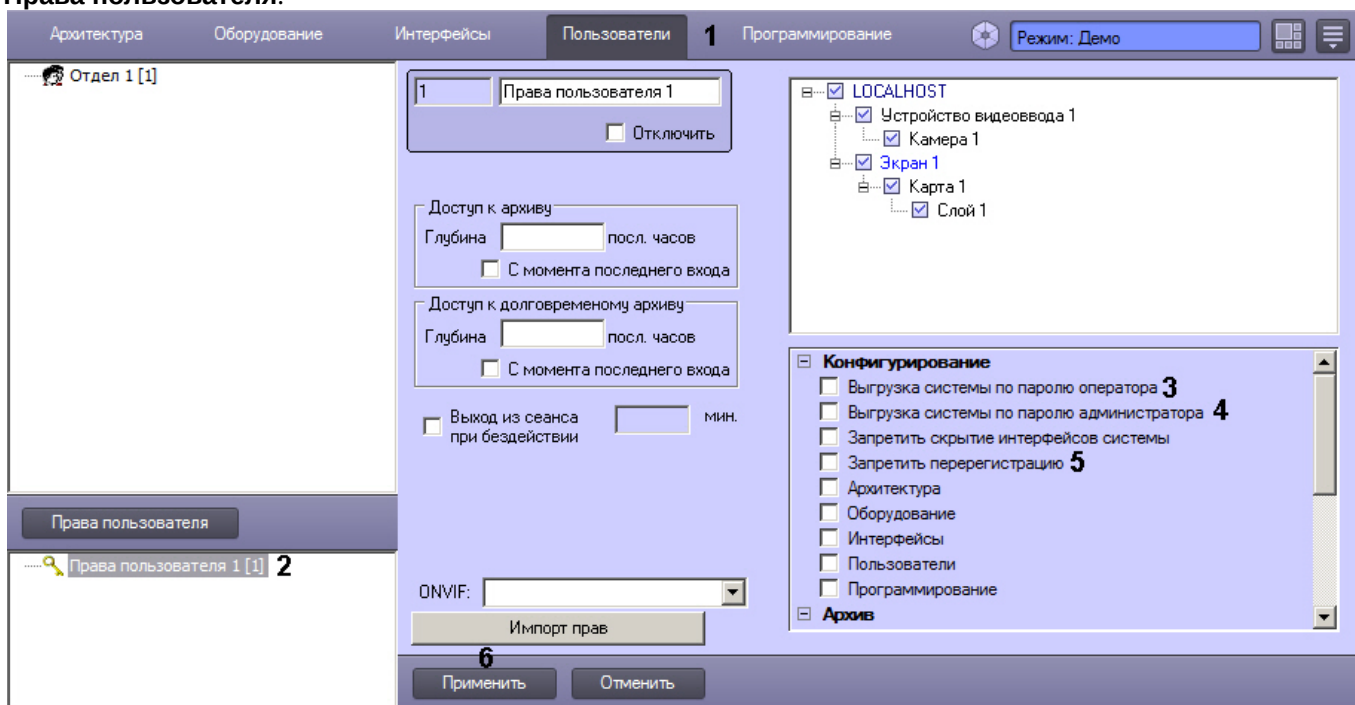 Права пользователя.
Архитектура Оборудование Интерфейсы Пользователи 1 Программирование Режим: Демо
Отдел 1 [1]
1 Права пользователя 1
Отключить
Доступ к архиву
Глубина посл. часов
С момента последнего входа
Доступ к долговременому архиву
Глубина посл. часов
С момента последнего входа
Выход из сеанса при бездействии мин.
ONVIF:
Импорт прав
6
Применить Отменить
LOCALHOST
Устройство видеоввода 1
Камера 1
Экран 1
Карта 1
Слой 1
Конфигурирование
Выгрузка системы по паролю оператора 3
Выгрузка системы по паролю администратора 4
Запретить скрытие интерфейсов системы
Запретить перерегистрацию 5
Архитектура
Оборудование
Интерфейсы
Пользователи
Программирование
Архив
Права пользователя
Права пользователя 1 [1] 2